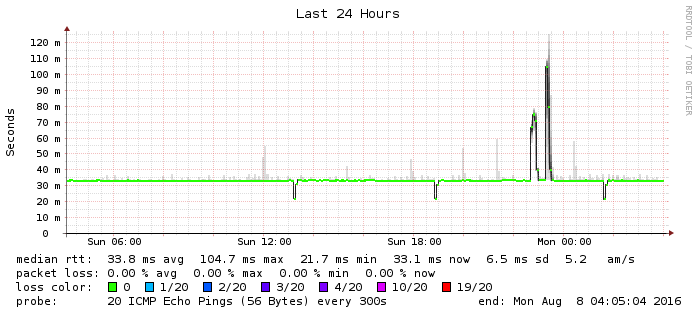 Last 24 Hours
RRDTOOL / TOBI OETIKER
Seconds
120 m
110 m
100 m
90 m
80 m
70 m
60 m
50 m
40 m
30 m
20 m
10 m
0
Sun 06:00 Sun 12:00 Sun 18:00 Mon 00:00
median rtt: 33.8 ms avg 104.7 ms max 21.7 ms min 33.1 ms now 6.5 ms sd 5.2 am/s
packet loss: 0.00 % avg 0.00 % max 0.00 % min 0.00 % now
loss color: 0 1/20 2/20 3/20 4/20 10/20 19/20
probe: 20 ICMP Echo Pings (56 Bytes) every 300s end: Mon Aug 8 04:05:04 2016